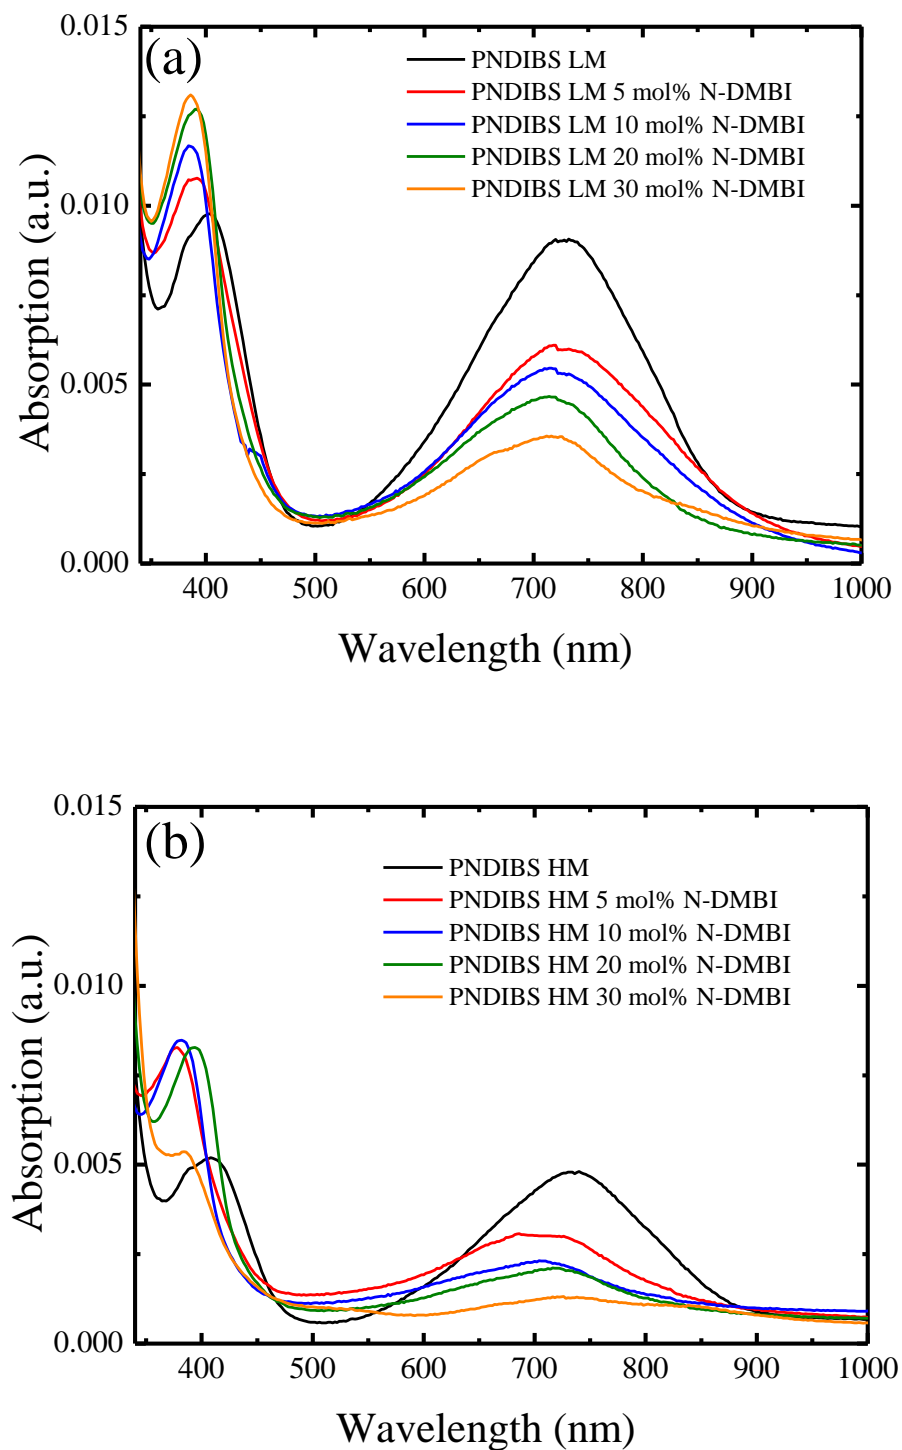 (a)
PNDIBS LM
PNDIBS LM 5 mol% N-DMBI
PNDIBS LM 10 mol% N-DMBI
PNDIBS LM 20 mol% N-DMBI
PNDIBS LM 30 mol% N-DMBI
Absorption (a.u.)
0.015
0.010
0.005
0.000
400 500 600 700 800 900 1000
Wavelength (nm)
(b)
PNDIBS HM
PNDIBS HM 5 mol% N-DMBI
PNDIBS HM 10 mol% N-DMBI
PNDIBS HM 20 mol% N-DMBI
PNDIBS HM 30 mol% N-DMBI
Absorption (a.u.)
0.015
0.010
0.005
0.000
400 500 600 700 800 900 1000
Wavelength (nm)